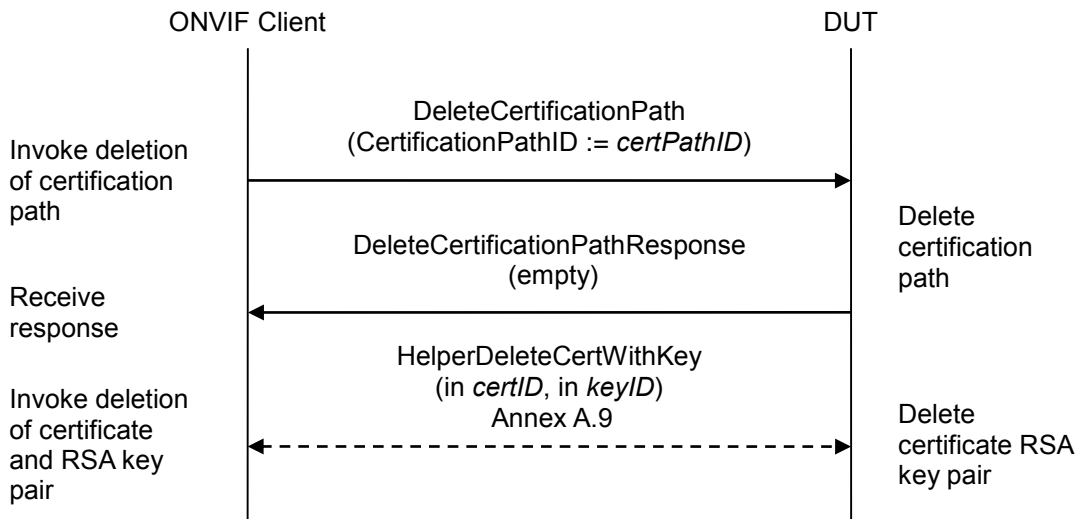 ONVIF Client
DUT
DeleteCertificationPath
(CertificationPathID := certPathID)
Invoke deletion
of certification
path
Delete
certification
path
DeleteCertificationPathResponse
(empty)
Receive
response
HelperDeleteCertWithKey
(in certID, in keyID)
Annex A.9
Invoke deletion
of certificate
and RSA key
pair
Delete
certificate RSA
key pair